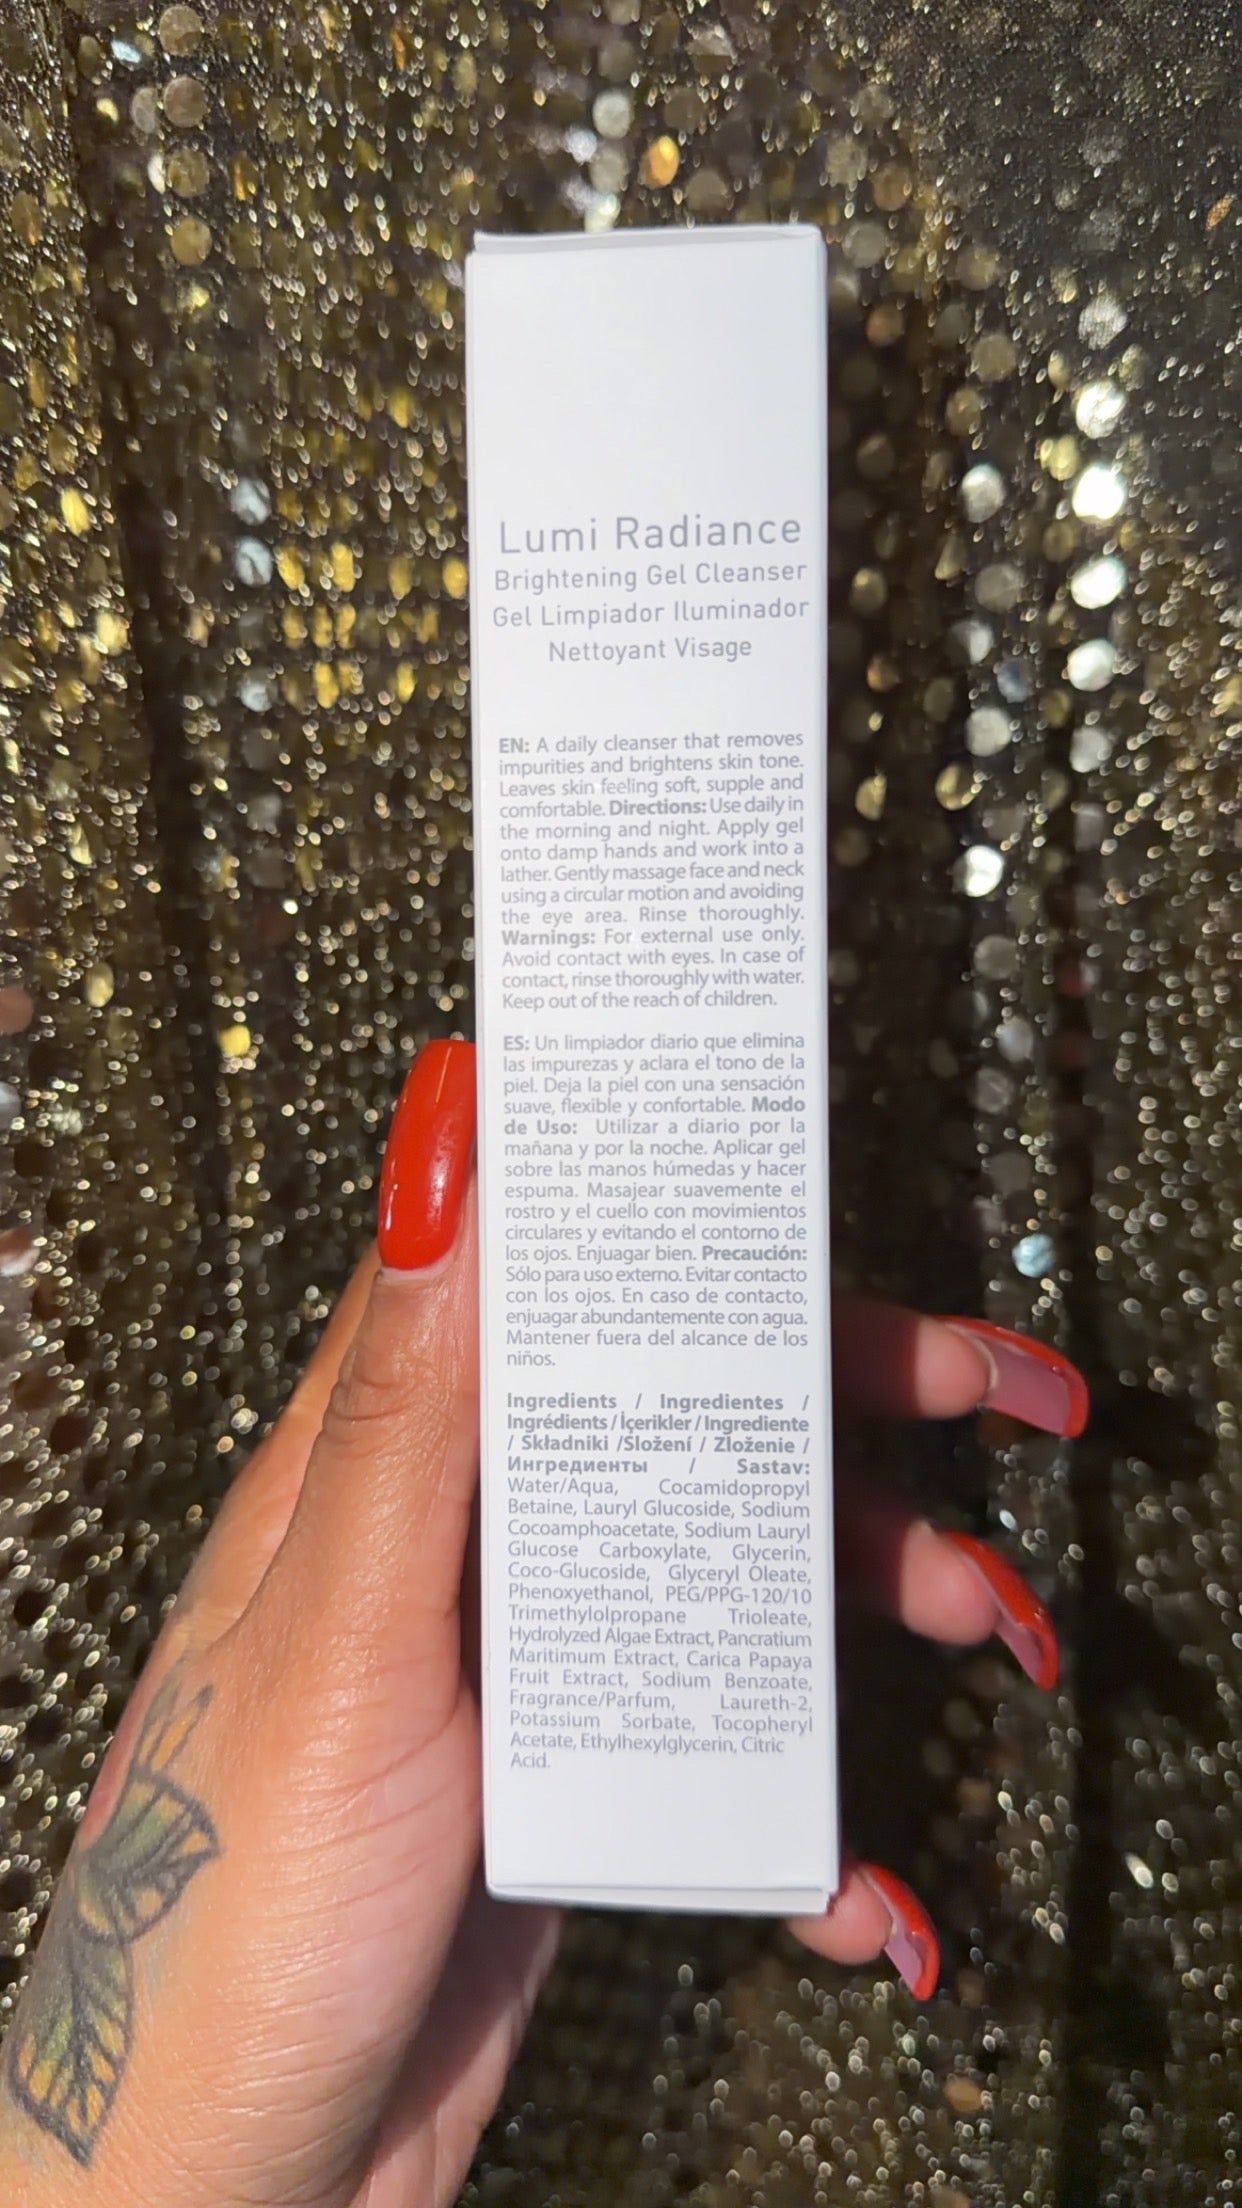 Lumi Radiance
Brightening Gel Cleanser
Gel Limpiador Iluminador
Nettoyant Visage
EN: A daily cleanser that removes
impurities and brightens skin tone.
Leaves skin feeling soft, supple and
comfortable. Directions: Use daily in
the morning and night. Apply gel
onto damp hands and work into a
lather. Gently massage face and neck
using a circular motion and avoiding
the eye area. Rinse thoroughly.
Warnings: For external use only.
Avoid contact with eyes. In case of
contact, rinse thoroughly with water.
Keep out of the reach of children.
ES: Un limpiador diario que elimina
las impurezas y aclara el tono de la
piel. Deja la piel con una sensación
suave, flexible y confortable. Modo
de Uso: Utilizar a diario por la
mañana y por la noche. Aplicar gel
sobre las manos húmedas y hacer
espuma. Masajear suavemente el
rostro y el cuello con movimientos
circulares y evitando el contorno de
los ojos. Enjuagar bien. Precaución:
Sólo para uso externo. Evitar contacto
con los ojos. En caso de contacto,
enjuagar abundantemente con agua.
Mantener fuera del alcance de los
niños.
Ingredients / Ingredientes /
Ingrédients / İçerikler / Ingrediente
/ Składniki /Složení / Zloženie /
Ингредиенты / Sastav:
Water/Aqua, Cocamidopropyl
Betaine, Lauryl Glucoside, Sodium
Cocoamphoacetate, Sodium Lauryl
Glucose Carboxylate, Glycerin,
Coco-Glucoside, Glyceryl Oleate,
Phenoxyethanol, PEG/PPG-120/10
Trimethylolpropane Trioleate,
Hydrolyzed Algae Extract, Pancratium
Maritimum Extract, Carica Papaya
Fruit Extract, Sodium Benzoate,
Fragrance/Parfum, Laureth-2,
Potassium Sorbate, Tocopheryl
Acetate, Ethylhexylglycerin, Citric
Acid.